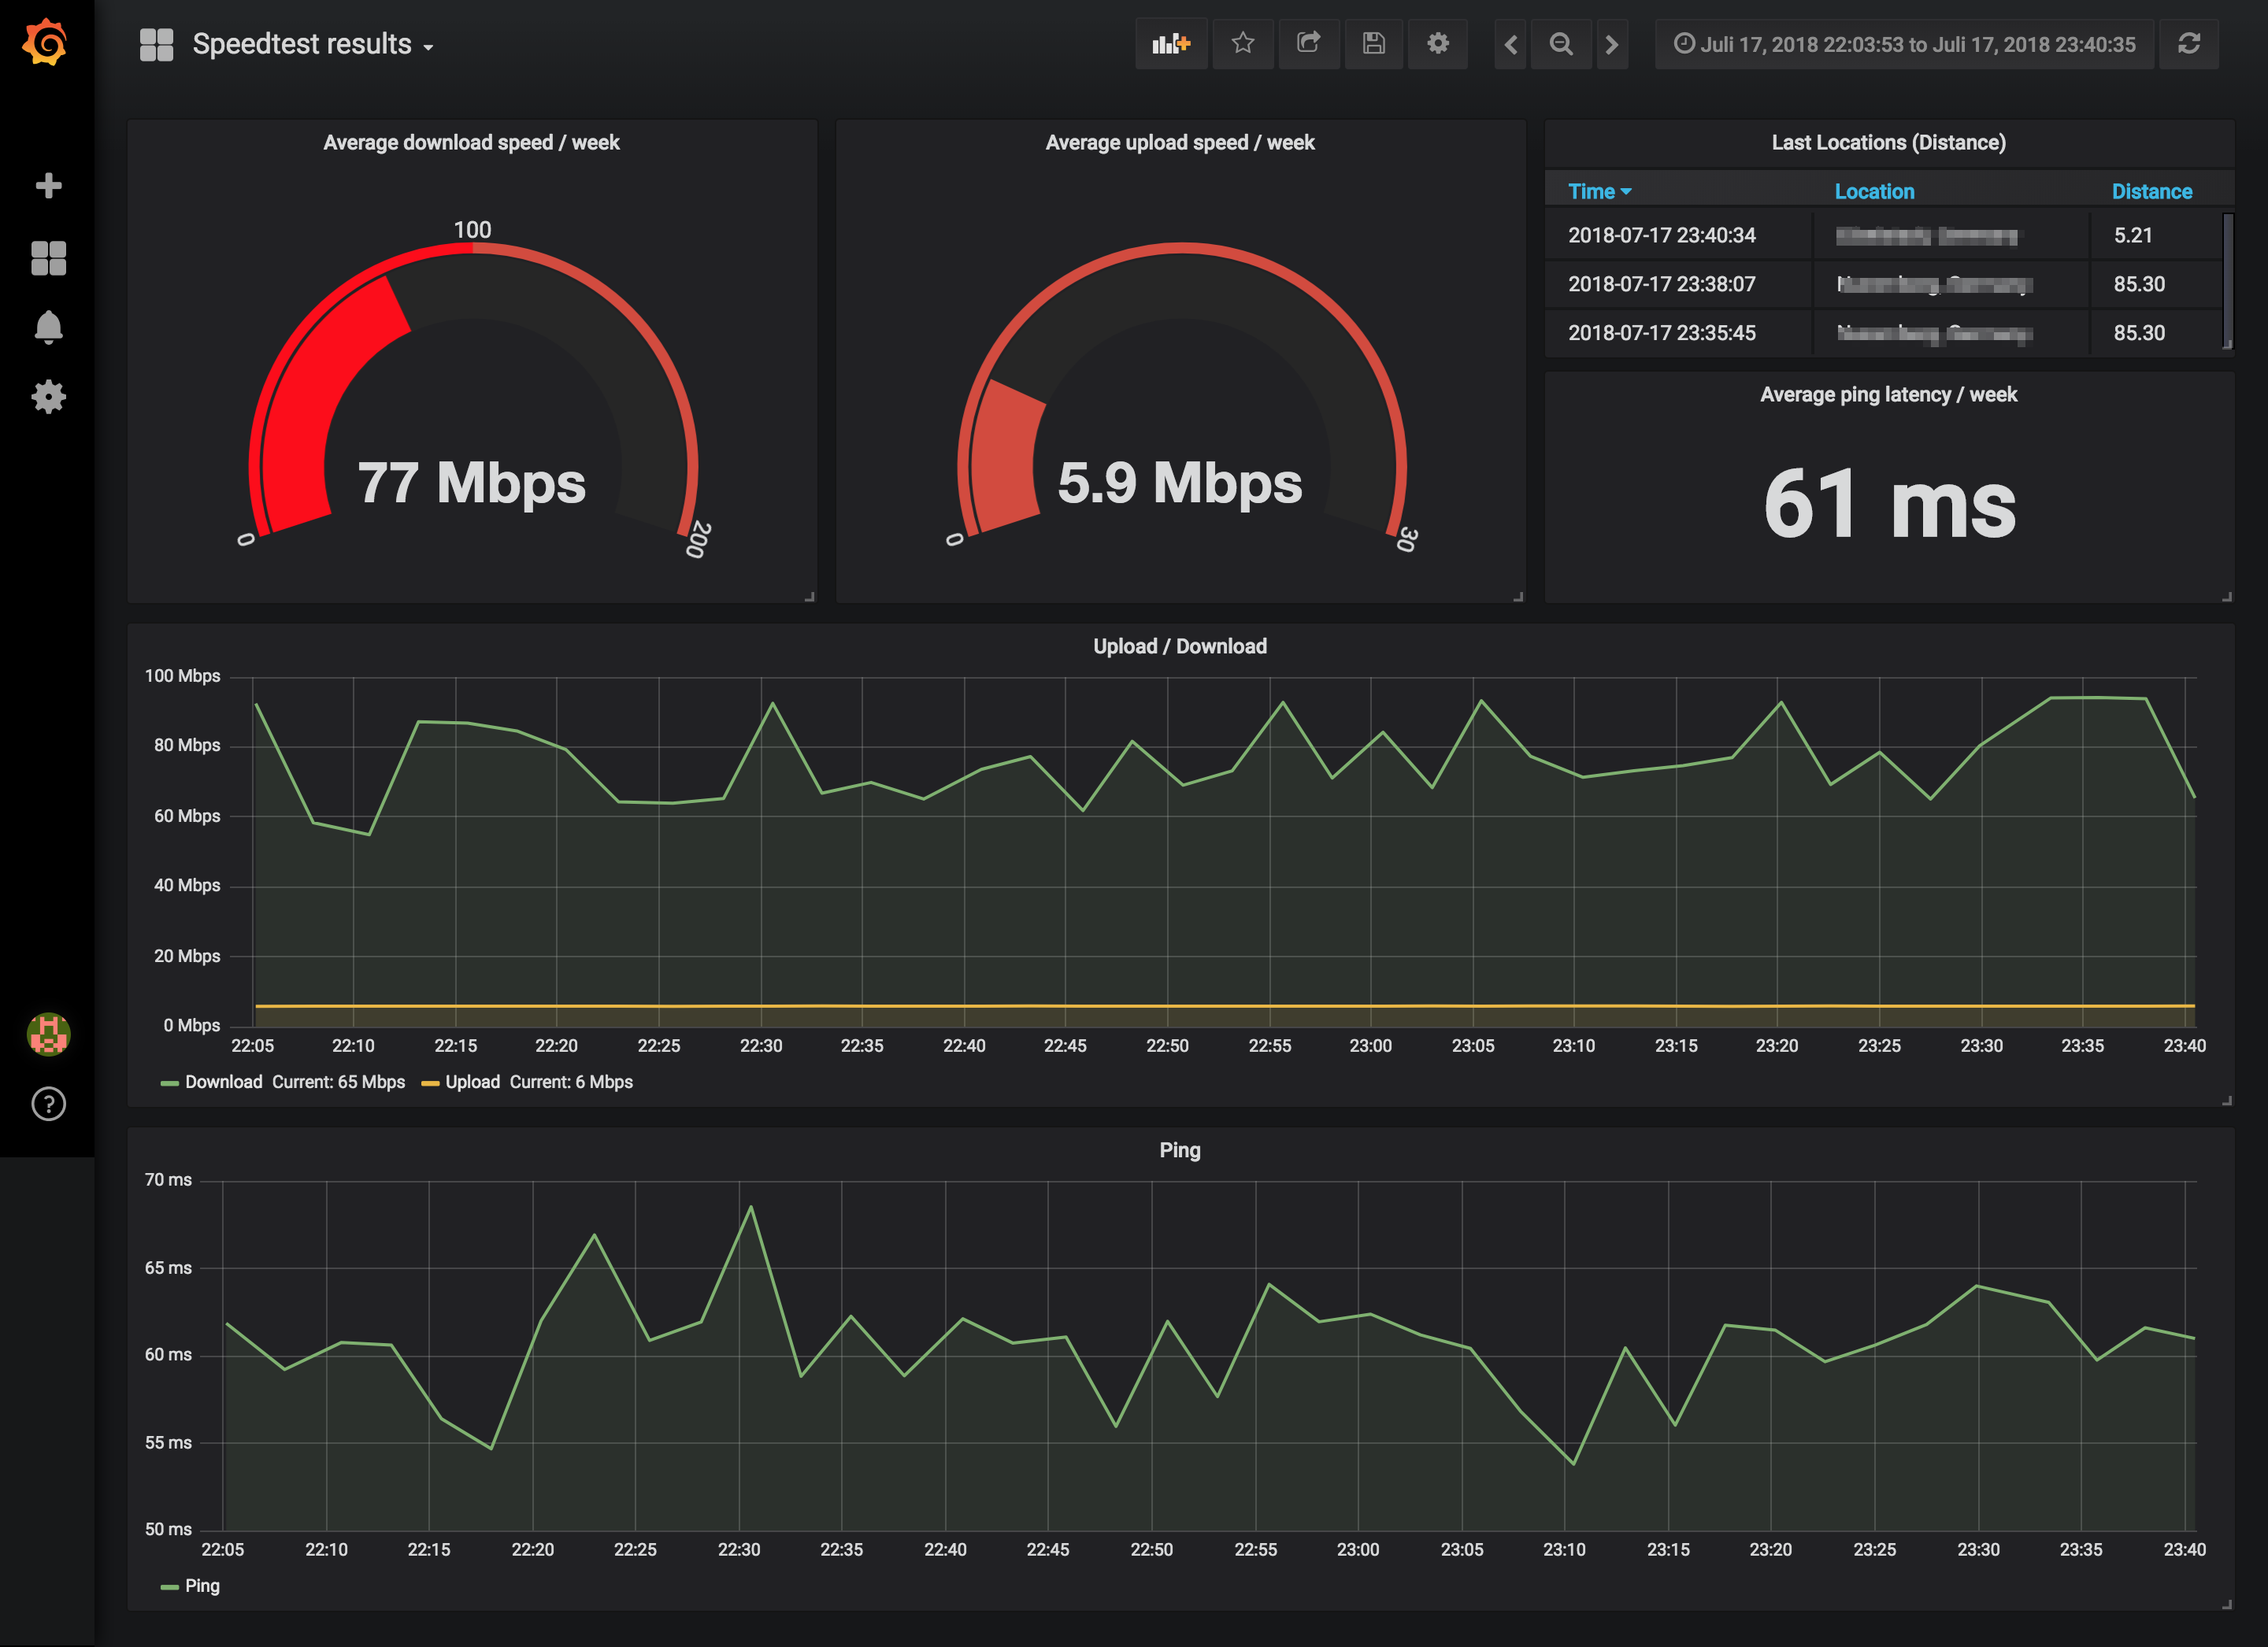 Speedtest results
Juli 17, 2018 22:03:53 to Juli 17, 2018 23:40:35
Average download speed / week
100
77 Mbps
0
200
Average upload speed / week
5.9 Mbps
0
30
Last Locations (Distance)
Time Location Distance
2018-07-17 23:40:34 5.21
2018-07-17 23:38:07 85.30
2018-07-17 23:35:45 85.30
Average ping latency / week
61 ms
Upload / Download
100 Mbps
80 Mbps
60 Mbps
40 Mbps
20 Mbps
0 Mbps
22:05 22:10 22:15 22:20 22:25 22:30 22:35 22:40 22:45 22:50 22:55 23:00 23:05 23:10 23:15 23:20 23:25 23:30 23:35 23:40
Download Current: 65 Mbps Upload Current: 6 Mbps
Ping
70 ms
65 ms
60 ms
55 ms
50 ms
22:05 22:10 22:15 22:20 22:25 22:30 22:35 22:40 22:45 22:50 22:55 23:00 23:05 23:10 23:15 23:20 23:25 23:30 23:35 23:40
Ping